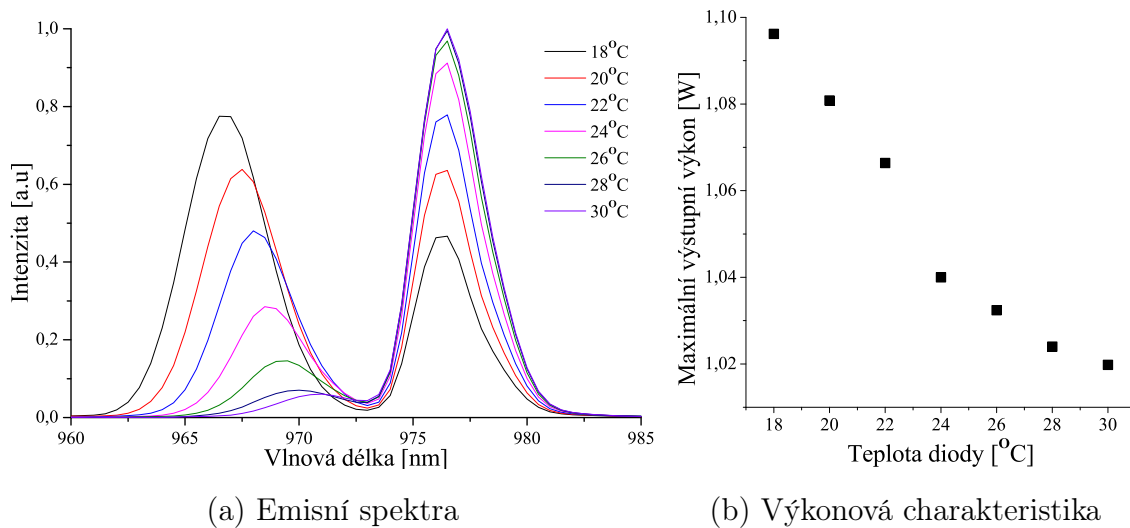 1,0
0,8
0,6
0,4
0,2
0,0
Intenzita [a.u]
18°C
20°C
22°C
24°C
26°C
28°C
30°C
960 965 970 975 980 985
Vlnová délka [nm]
(a) Emisní spektra
1,10
1,08
1,06
1,04
1,02
Maximální výstupní výkon [W]
18 20 22 24 26 28 30
Teplota diody [°C]
(b) Výkonová charakteristika